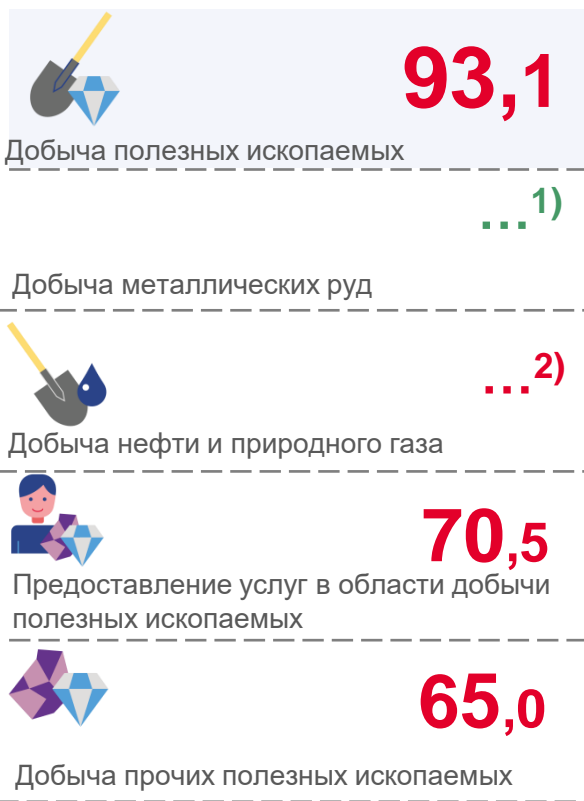 93,1
Добыча полезных ископаемых
...1)
Добыча металлических руд
...2)
Добыча нефти и природного газа
70,5
Предоставление услуг в области добычи
полезных ископаемых
65,0
Добыча прочих полезных ископаемых